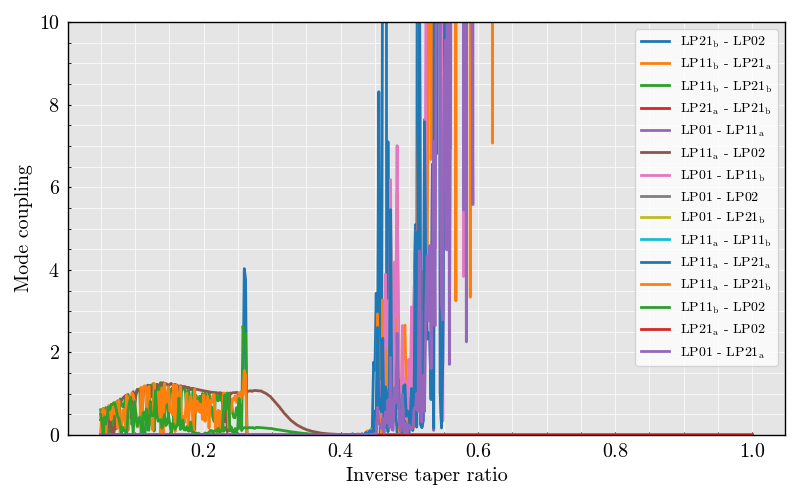 10
8
6
4
2
0
Mode coupling
0.2
0.4
0.6
0.8
1.0
Inverse taper ratio
LP21b - LP02
LP11b - LP21a
LP11b - LP21b
LP21a - LP21b
LP01 - LP11a
LP11a - LP02
LP01 - LP11b
LP01 - LP02
LP01 - LP21b
LP11a - LP11b
LP11a - LP21a
LP11a - LP21b
LP11b - LP02
LP21a - LP02
LP01 - LP21a